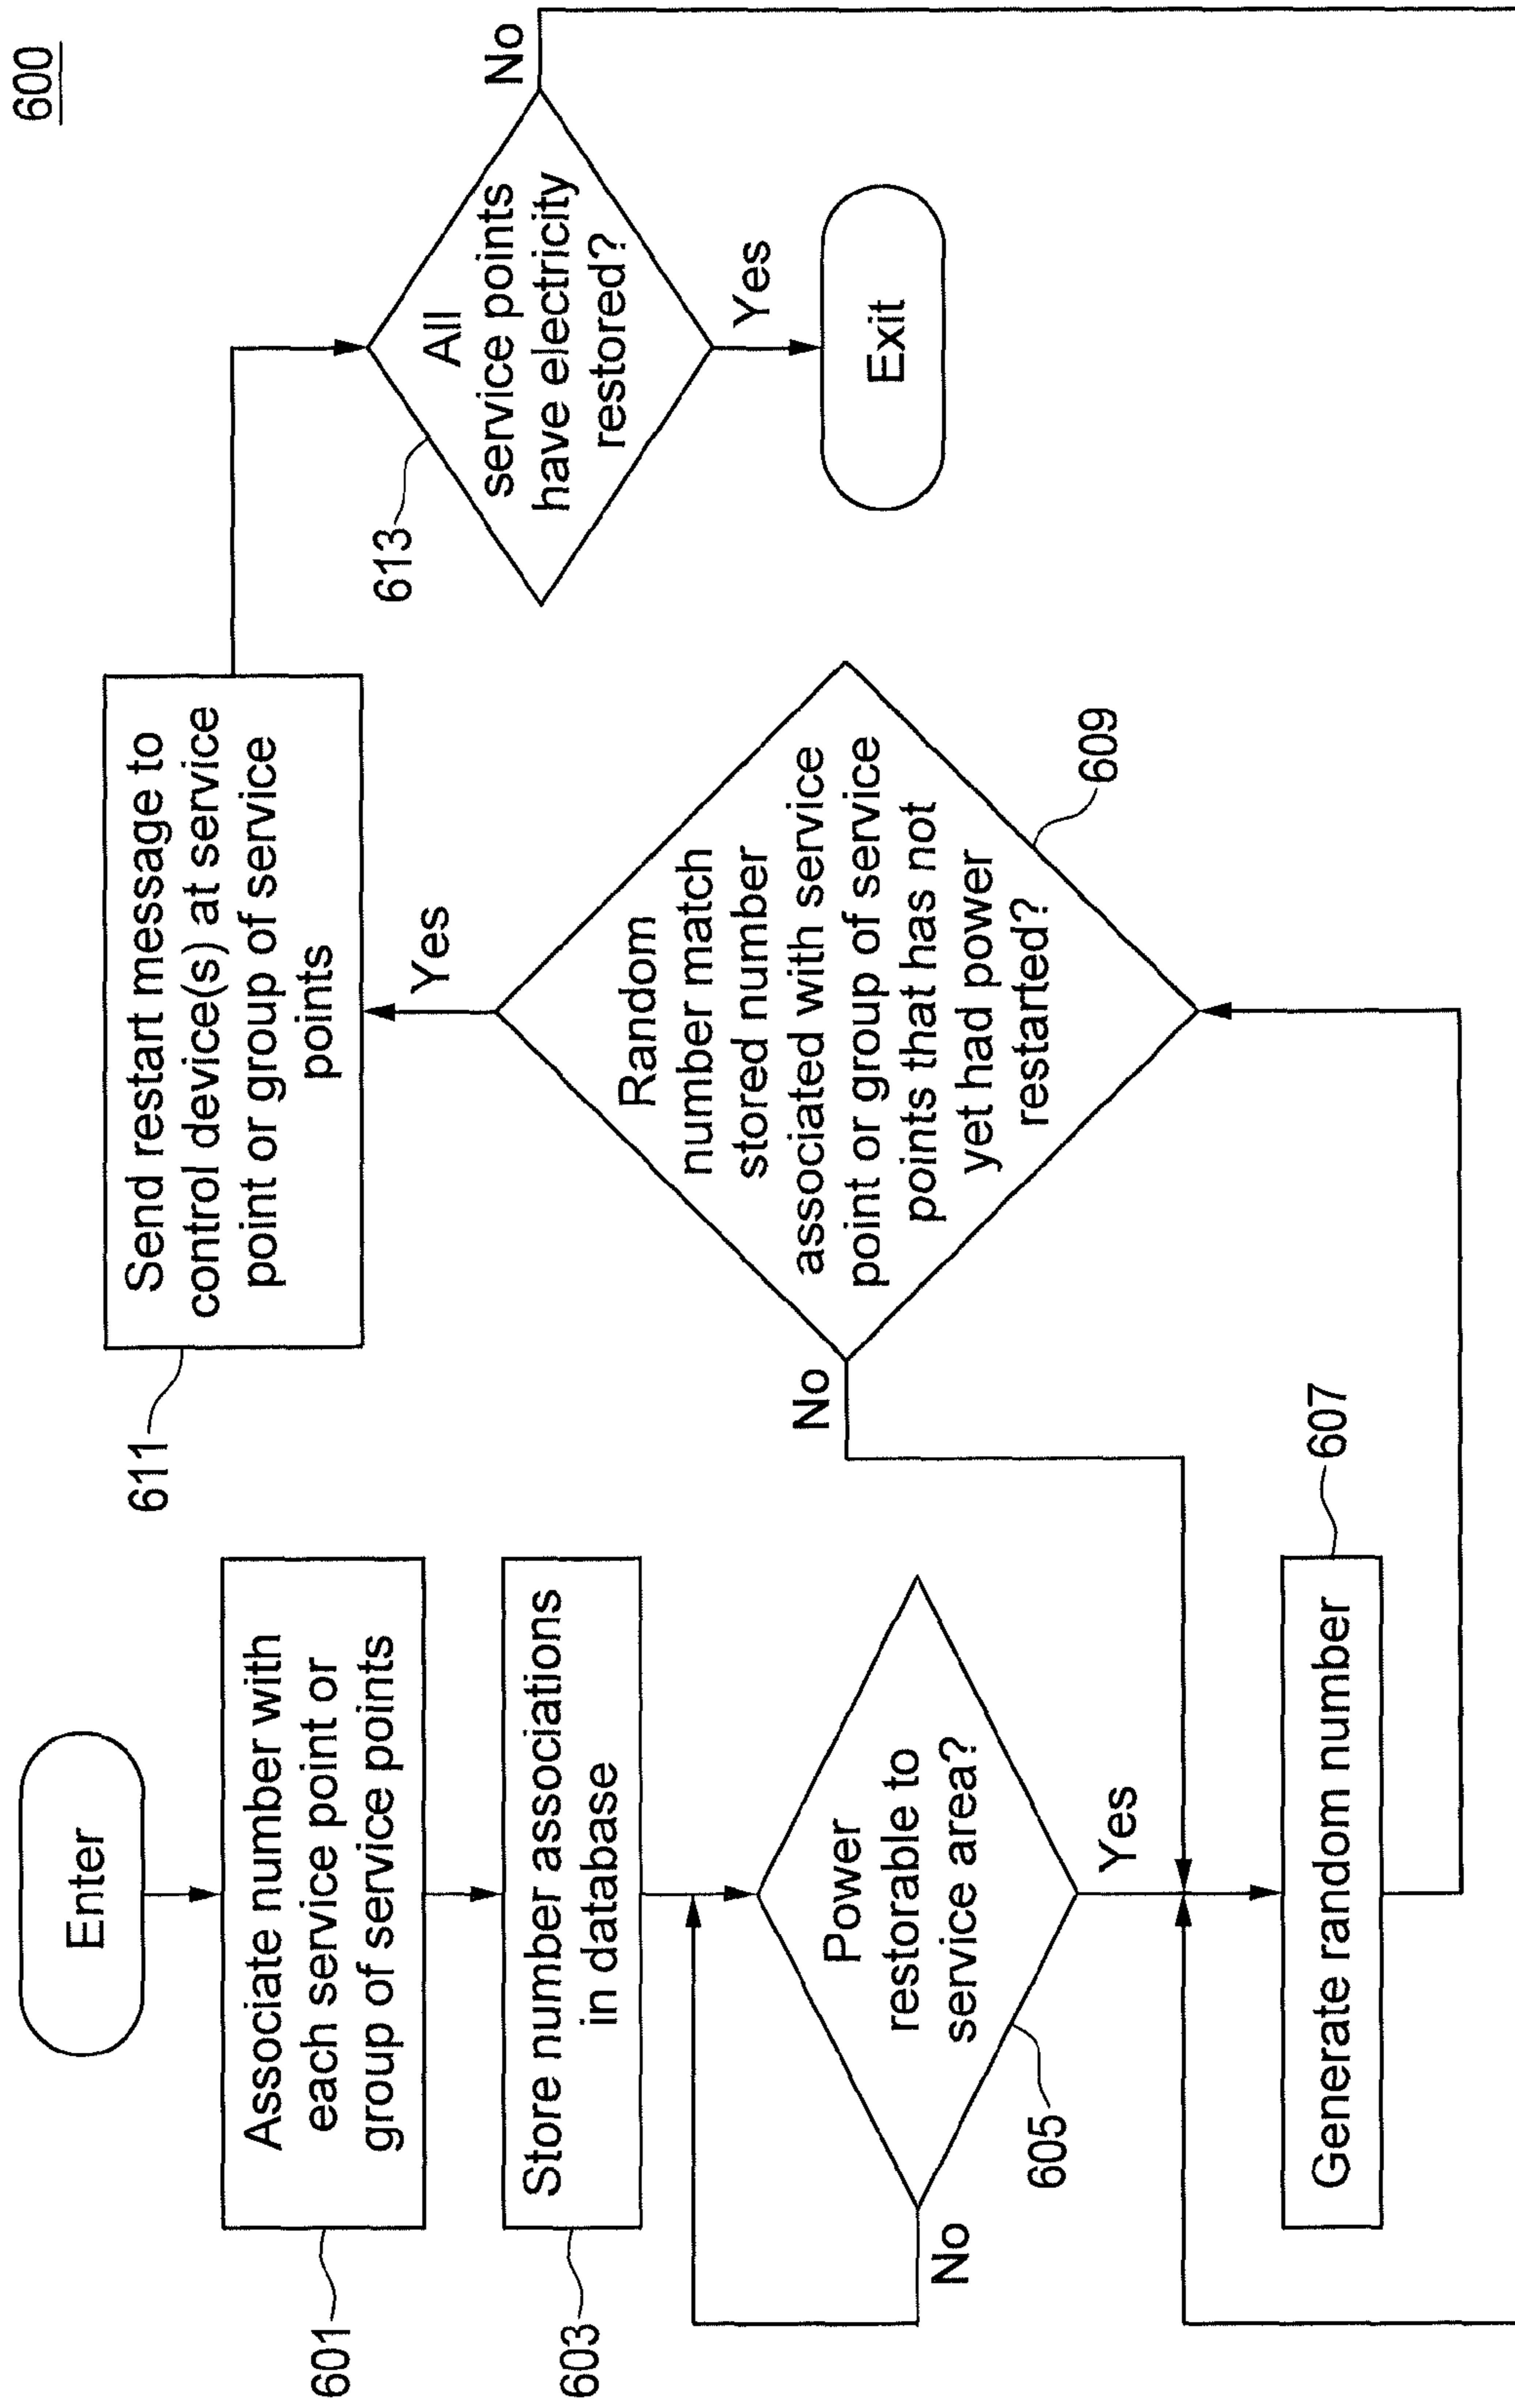 600
Enter
601
Associate number with
each service point or
group of service points
603
Store number associations
in database
605
Power
restorable to
service area?
No
Yes
607
Generate random number
609
Random
number match
stored number
associated with service
point or group of service
points that has not
yet had power
restarted?
No
Yes
611
Send restart message to
control device(s) at service
point or group of service
points
613
All
service points
have electricity
restored?
No
Yes
Exit